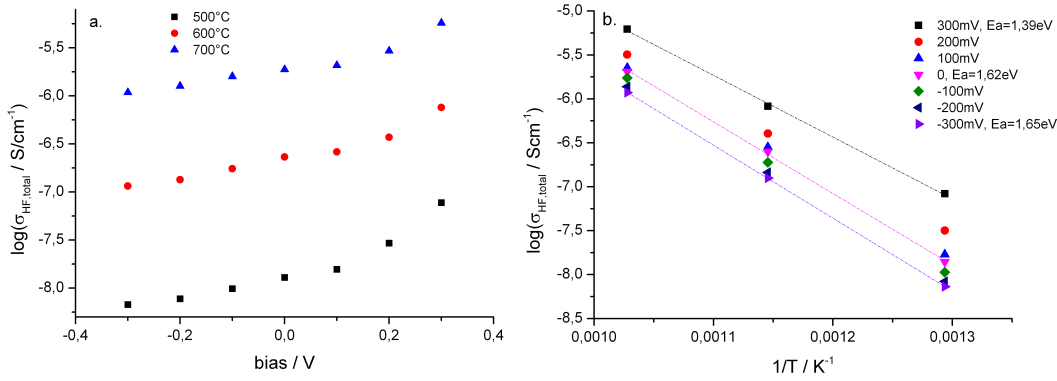 a.
500°C
600°C
700°C
-5,5
-6,0
-6,5
-7,0
-7,5
-8,0
log(σHF,total / S/cm⁻¹)
-0,4 -0,2 0,0 0,2 0,4
bias / V
b.
300mV, Ea=1,39eV
200mV
100mV
0, Ea=1,62eV
-100mV
-200mV
-300mV, Ea=1,65eV
-5,0
-5,5
-6,0
-6,5
-7,0
-7,5
-8,0
-8,5
log(σHF,total / Scm⁻¹)
0,0010 0,0011 0,0012 0,0013
1/T / K⁻¹